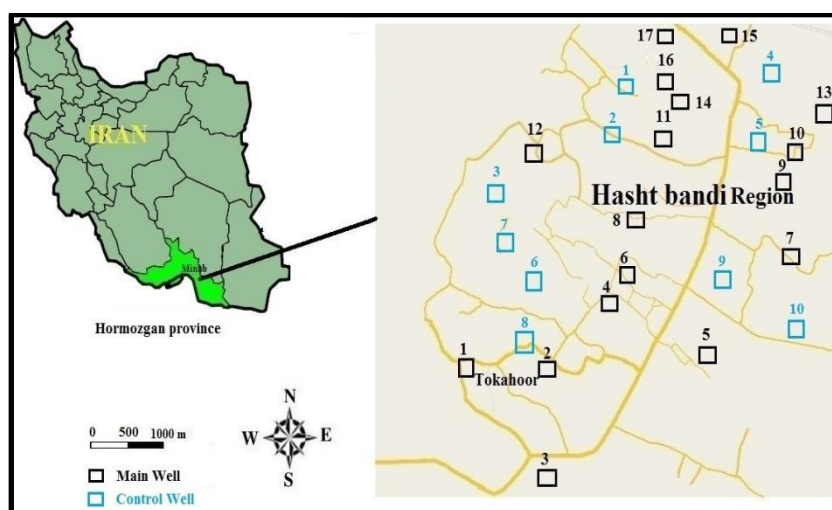 IRAN
Minab
Hormozgan province
0 500 1000 m
N
W E
S
Main Well
Control Well
17
15
4
16
1
14
13
2
11
5
12
10
9
3
Hasht bandi Region
8
7
7
6
6
9
4
10
8
5
1
2
Tokahoor
3